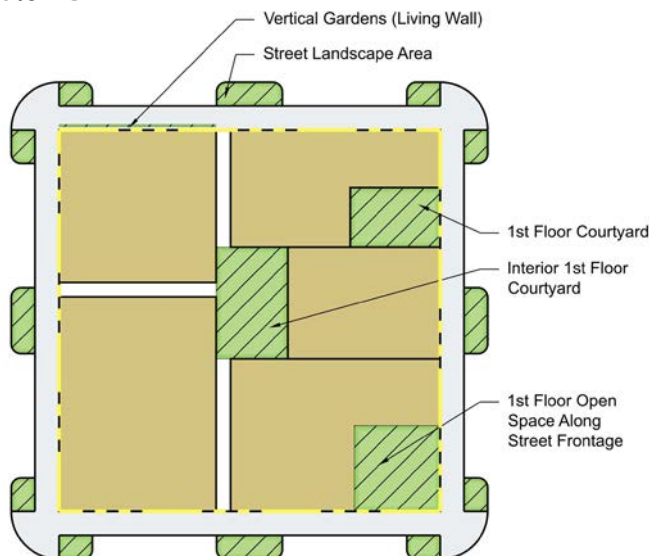 Vertical Gardens (Living Wall)
Street Landscape Area
1st Floor Courtyard
Interior 1st Floor
Courtyard
1st Floor Open
Space Along
Street Frontage